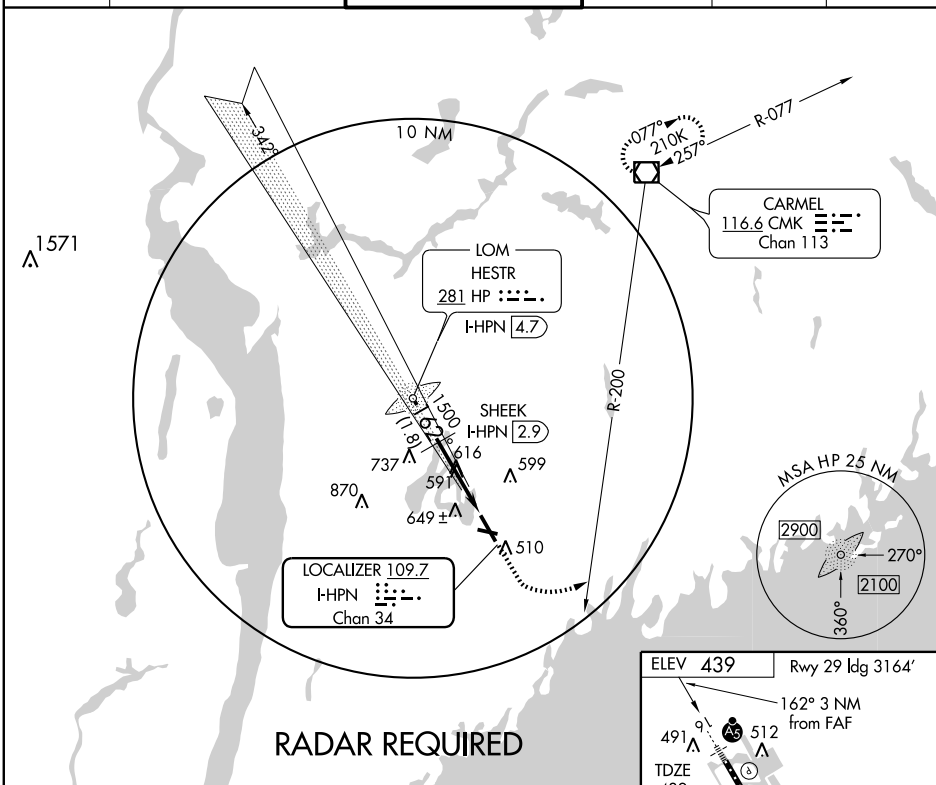 342°
10 NM
077°
210K
257°
R-077
CARMEL
116.6 CMK
Chan 113
1571
LOM
HESTR
281 HP
I-HPN 4.7
R-200
1500
(1.8)
162°
SHEEK
I-HPN 2.9
737
616
591
599
870
649 ±
510
LOCALIZER 109.7
I-HPN
Chan 34
MSA HP 25 NM
2900
270°
2100
360°
RADAR REQUIRED
ELEV 439
Rwy 29 ldg 3164'
162° 3 NM
from FAF
491
A5
512
TDZE